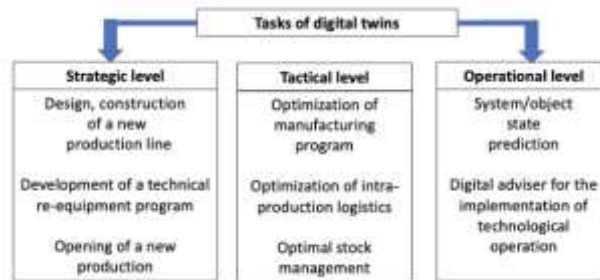 Tasks of digital twins
Strategic level
Design, construction
of a new
production line
Development of a technical
re-equipment program
Opening of a new
production
Tactical level
Optimization of
manufacturing
program
Optimization of intra-
production logistics
Optimal stock
management
Operational level
System/object
state
prediction
Digital adviser for the
implementation of
technological
operation